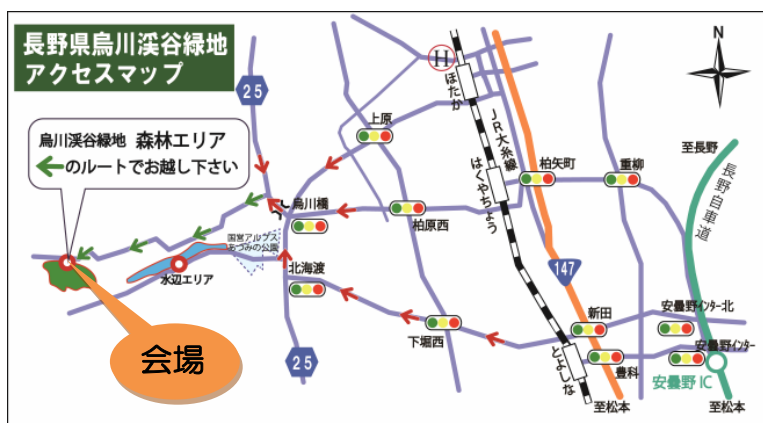 長野県烏川渓谷緑地
アクセスマップ
烏川渓谷緑地 森林エリア
のルートでお越し下さい
25
上原
H
ほたか
JR大糸線
N
至長野
長野自車道
柏矢町
重柳
はくやちょう
烏川橋
柏原西
国営アルプス
あづみの公園
水辺エリア
北海渡
147
新田
安曇野インター北
下堀西
とよしな
豊科
安曇野インター
安曇野IC
会場
25
至松本
至松本